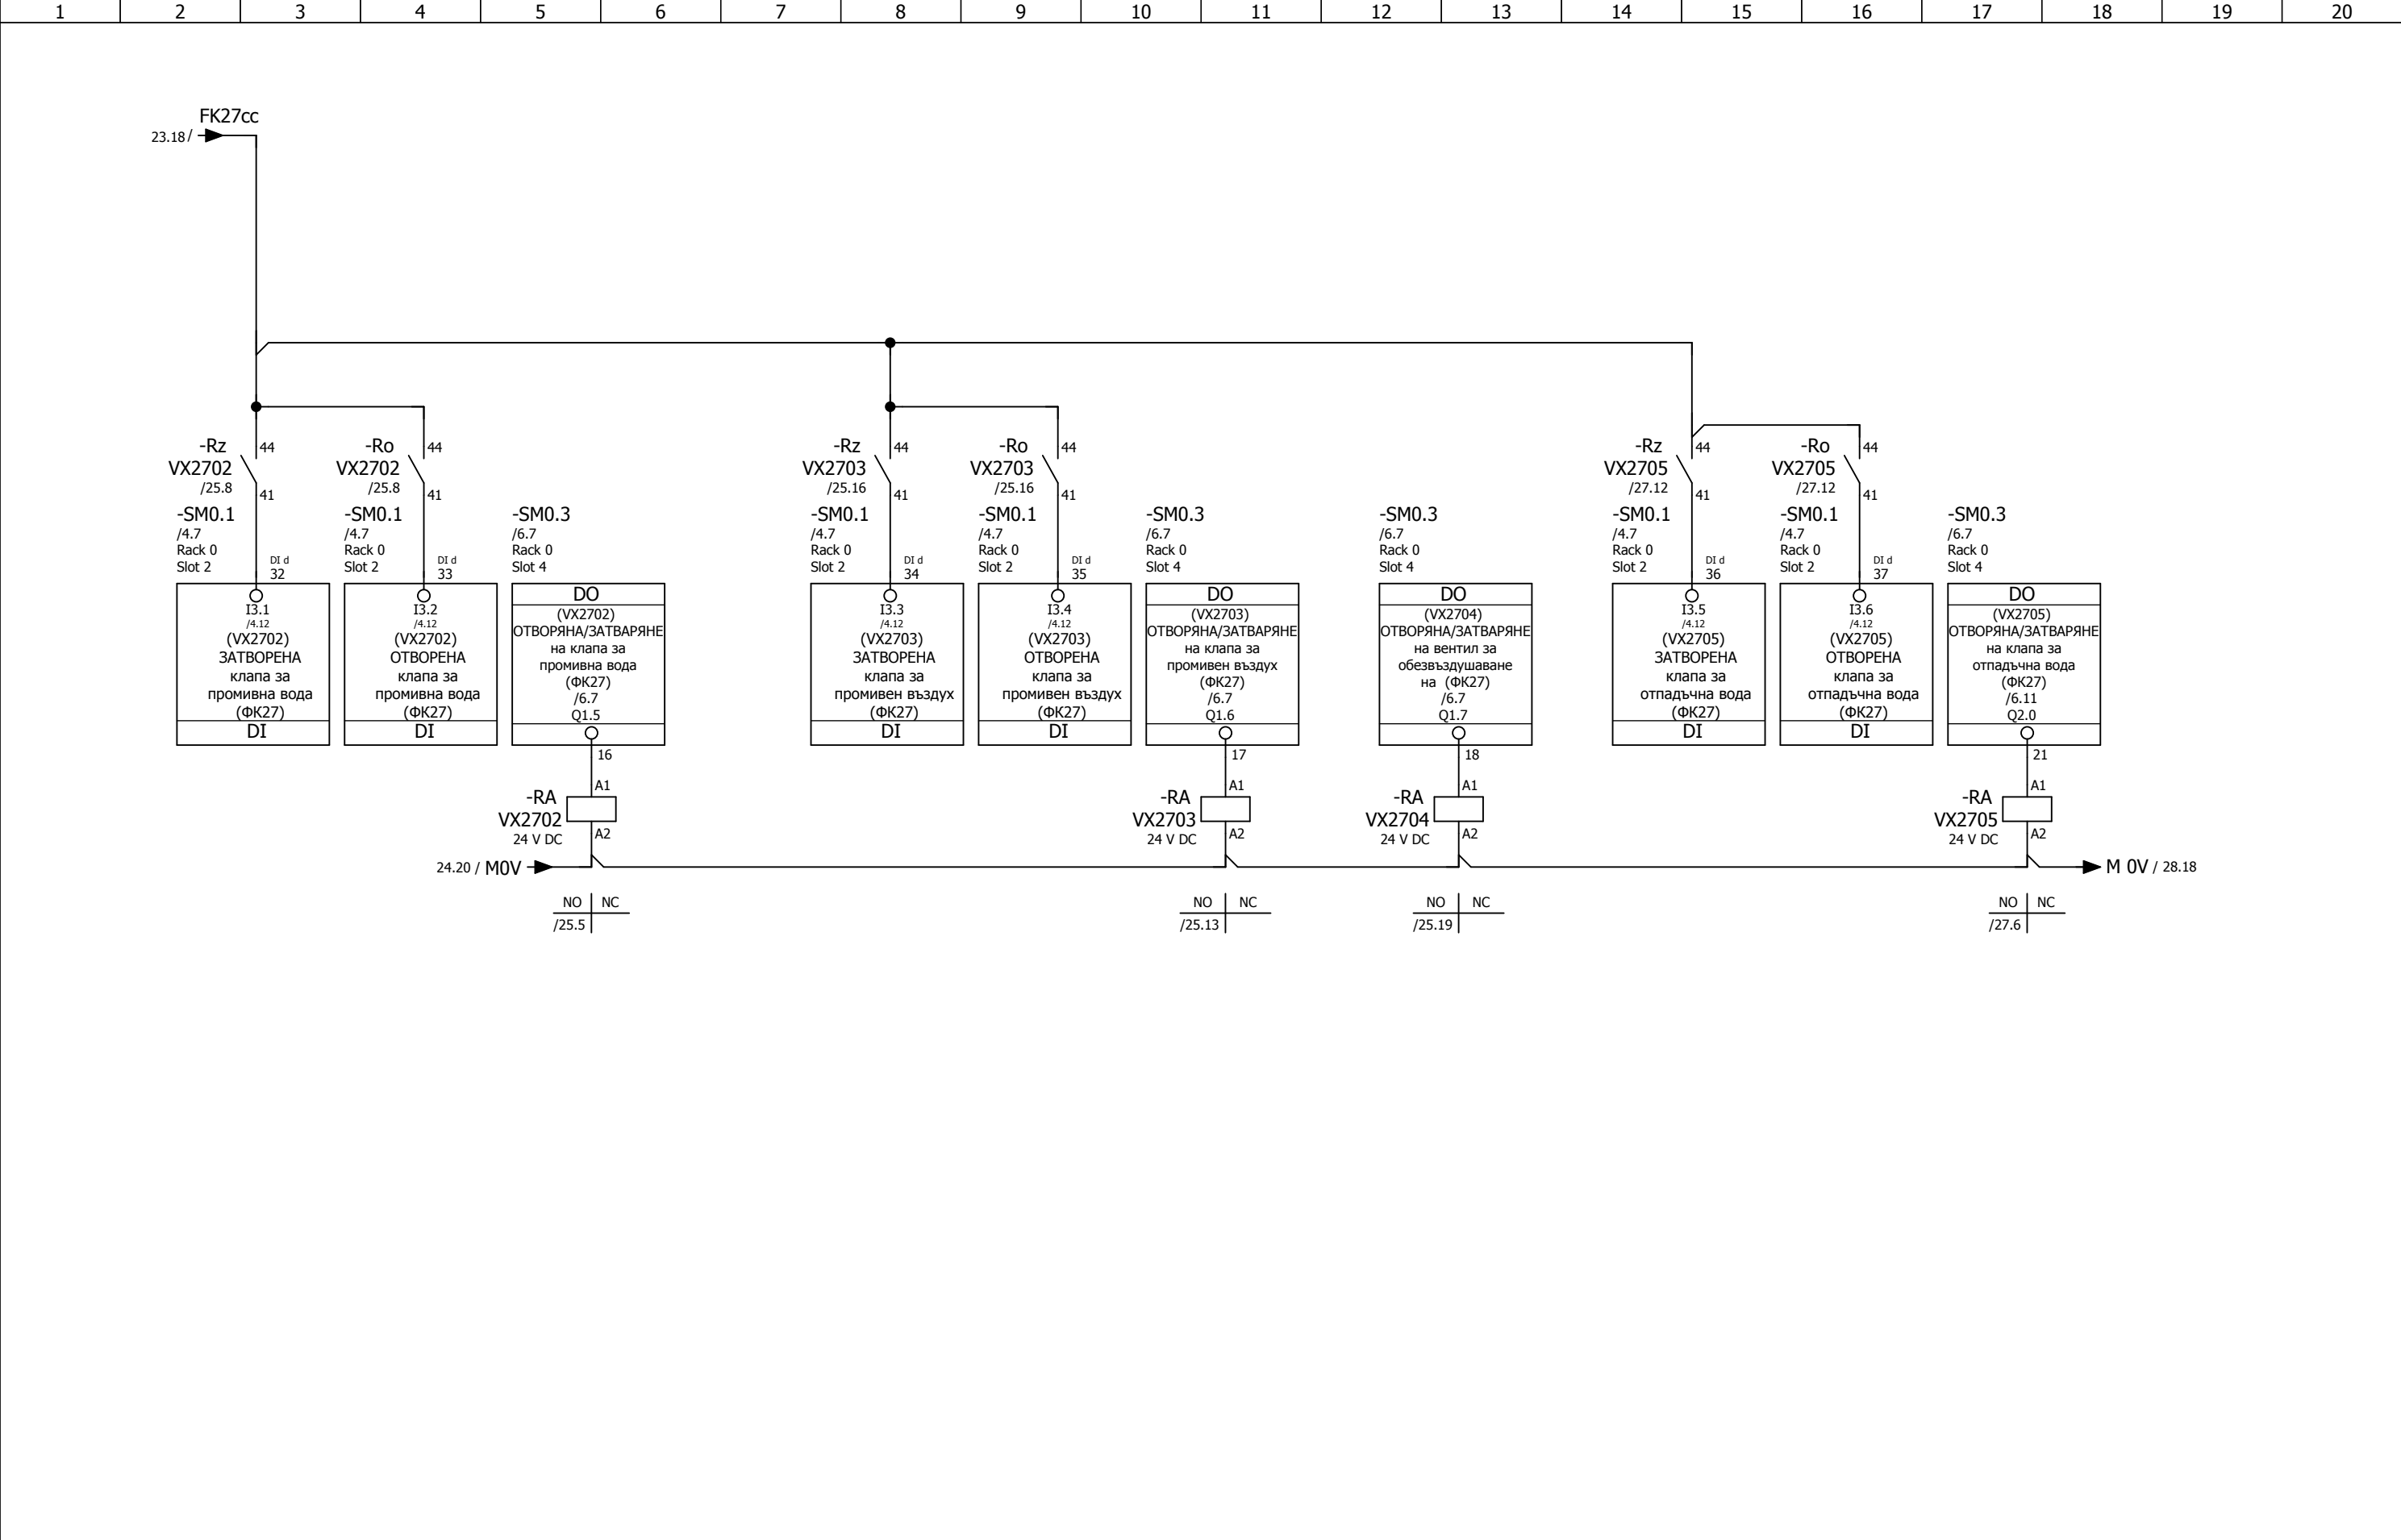 1 2 3 4 5 6 7 8 9 10 11 12 13 14 15 16 17 18 19 20
FK27cc
23.18 /
-Rz
VX2702
/25.8
44
41
-Ro
VX2702
/25.8
44
41
-Rz
VX2703
/25.16
44
41
-Ro
VX2703
/25.16
44
41
-Rz
VX2705
/27.12
44
41
-Ro
VX2705
/27.12
44
41
-SM0.1
/4.7
Rack 0
Slot 2
DI d
32
I3.1
/4.12
(VX2702)
ЗАТВОРЕНА
клапа за
промивна вода
(ФК27)
DI
-SM0.1
/4.7
Rack 0
Slot 2
DI d
33
I3.2
/4.12
(VX2702)
ОТВОРЕНА
клапа за
промивна вода
(ФК27)
DI
-SM0.3
/6.7
Rack 0
Slot 4
DO
(VX2702)
ОТВОРЯНА/ЗАТВАРЯНЕ
на клапа за
промивна вода
(ФК27)
/6.7
Q1.5
16
-SM0.1
/4.7
Rack 0
Slot 2
DI d
34
I3.3
/4.12
(VX2703)
ЗАТВОРЕНА
клапа за
промивен въздух
(ФК27)
DI
-SM0.1
/4.7
Rack 0
Slot 2
DI d
35
I3.4
/4.12
(VX2703)
ОТВОРЕНА
клапа за
промивен въздух
(ФК27)
DI
-SM0.3
/6.7
Rack 0
Slot 4
DO
(VX2703)
ОТВОРЯНА/ЗАТВАРЯНЕ
на клапа за
промивен въздух
(ФК27)
/6.7
Q1.6
17
-SM0.3
/6.7
Rack 0
Slot 4
DO
(VX2704)
ОТВОРЯНА/ЗАТВАРЯНЕ
на вентил за
обезвъздушаване
на (ФК27)
/6.7
Q1.7
18
-SM0.1
/4.7
Rack 0
Slot 2
DI d
36
I3.5
/4.12
(VX2705)
ЗАТВОРЕНА
клапа за
отпадъчна вода
(ФК27)
DI
-SM0.1
/4.7
Rack 0
Slot 2
DI d
37
I3.6
/4.12
(VX2705)
ОТВОРЕНА
клапа за
отпадъчна вода
(ФК27)
DI
-SM0.3
/6.7
Rack 0
Slot 4
DO
(VX2705)
ОТВОРЯНА/ЗАТВАРЯНЕ
на клапа за
отпадъчна вода
(ФК27)
/6.11
Q2.0
21
-RA
VX2702
24 V DC
A1
A2
-RA
VX2703
24 V DC
A1
A2
-RA
VX2704
24 V DC
A1
A2
-RA
VX2705
24 V DC
A1
A2
24.20 / M0V
M 0V / 28.18
NO NC
/25.5
NO NC
/25.13
NO NC
/25.19
NO NC
/27.6